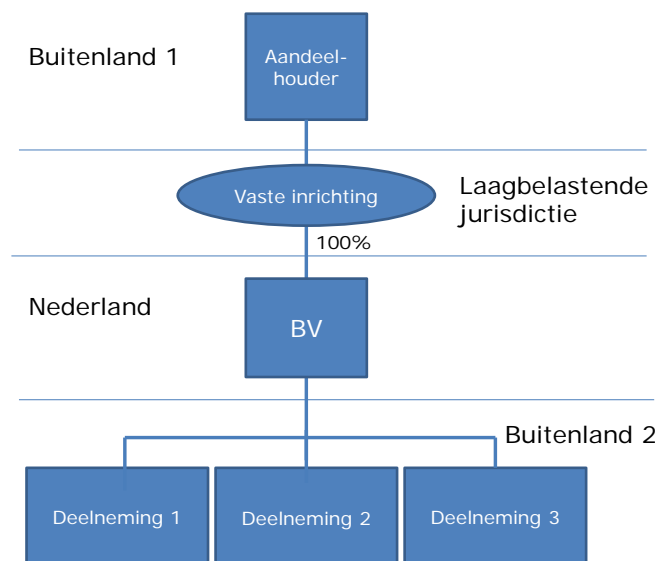 Buitenland 1
Aandeel-
houder
Vaste inrichting
Laagbelastende
jurisdictie
100%
Nederland
BV
Buitenland 2
Deelneming 1
Deelneming 2
Deelneming 3